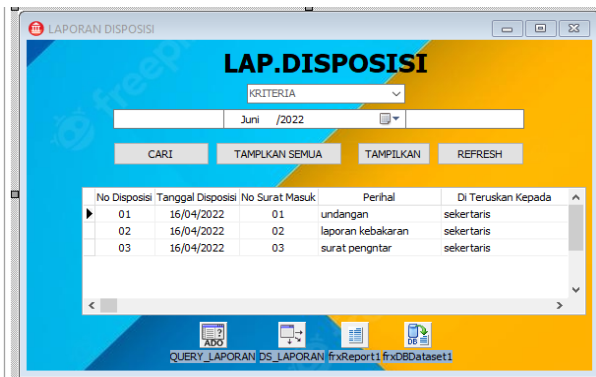 LAPORAN DISPOSISI
LAP.DISPOSISI
KRITERIA
Juni /2022
CARI TAMPLKAN SEMUA TAMPILKAN REFRESH
No Disposisi Tanggal Disposisi No Surat Masuk Perihal Di Teruskan Kepada
01 16/04/2022 01 undangan sekertaris
02 16/04/2022 02 laporan kebakaran sekertaris
03 16/04/2022 03 surat pengntar sekertaris
ADO DB
QUERY_LAPORAN DS_LAPORAN frxReport1 frxDBDataset1